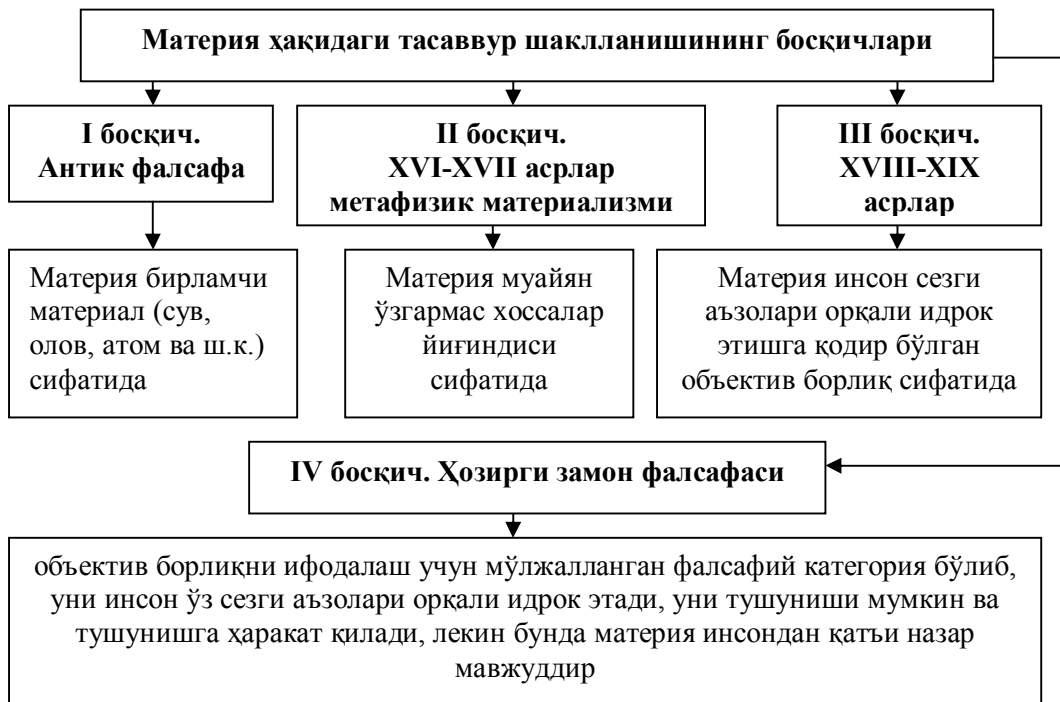 Материя ҳақидаги тасаввур шаклланишининг босқичлари
I босқич.
Антик фалсафа
II босқич.
XVI-XVII асрлар
метафизик материализми
III босқич.
XVIII-XIX
асрлар
Материя бирламчи
материал (сув,
олов, атом ва ш.к.)
сифатида
Материя муайян
ўзгармас хоссалар
йиғиндиси
сифатида
Материя инсон сезги
аъзолари орқали идрок
этишга қодир бўлган
объектив борлиқ сифатида
IV босқич. Ҳозирги замон фалсафаси
объектив борлиқни ифодалаш учун мўлжалланган фалсафий категория бўлиб,
уни инсон ўз сезги аъзолари орқали идрок этади, уни тушуниши мумкин ва
тушунишга ҳаракат қилади, лекин бунда материя инсондан қатъи назар
мавжуддир